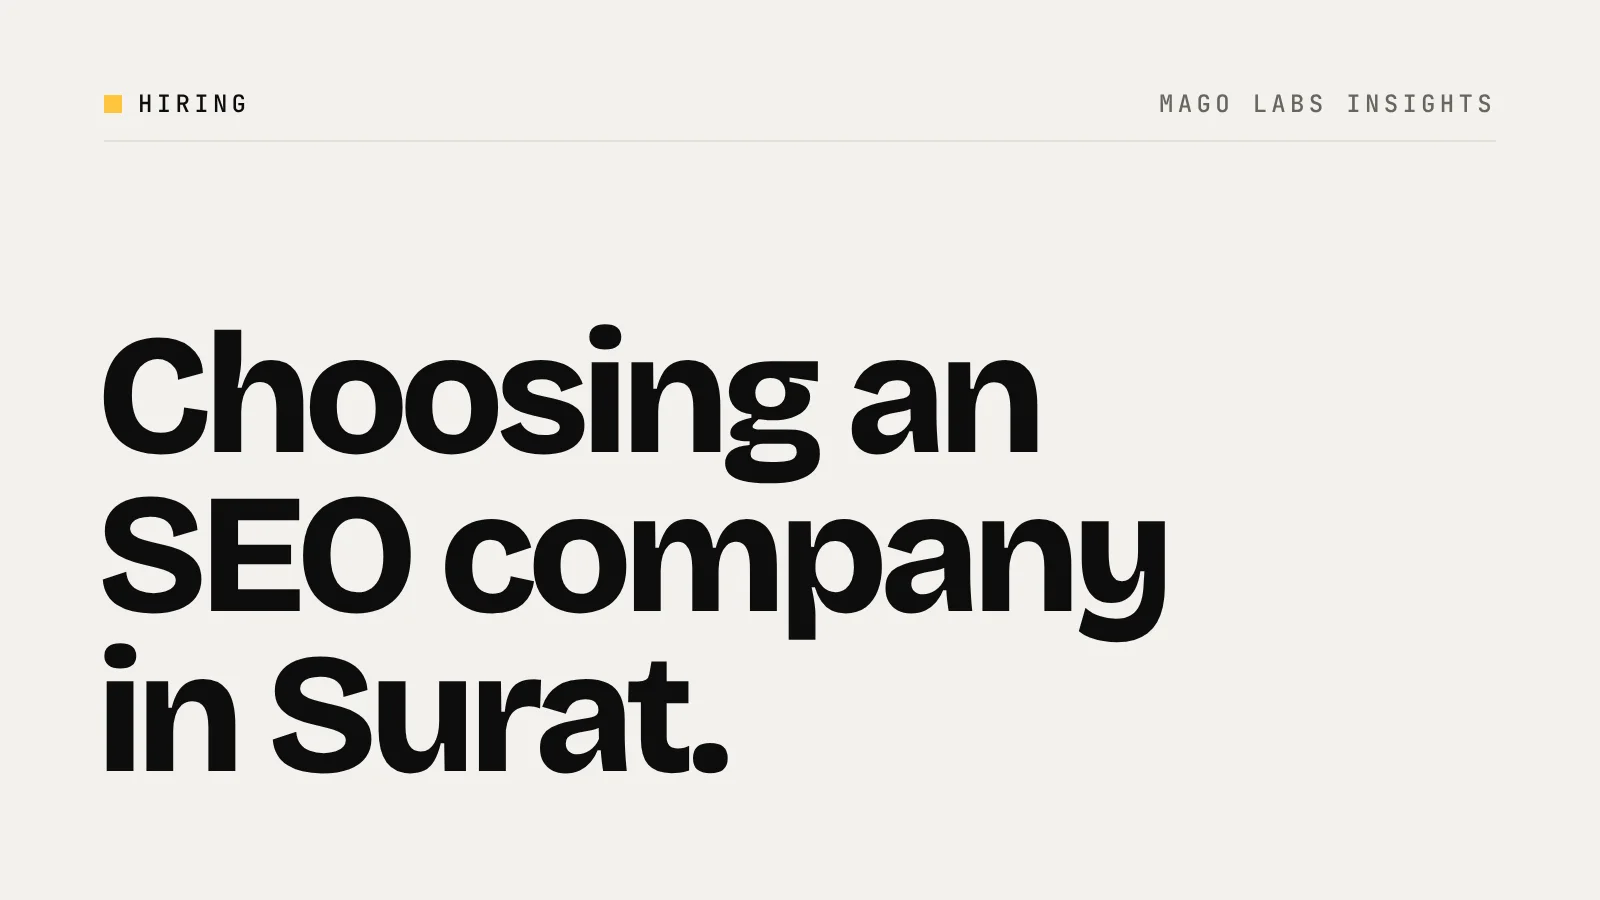 HIRING
MAGO LABS INSIGHTS
Choosing an
SEO company
in Surat.